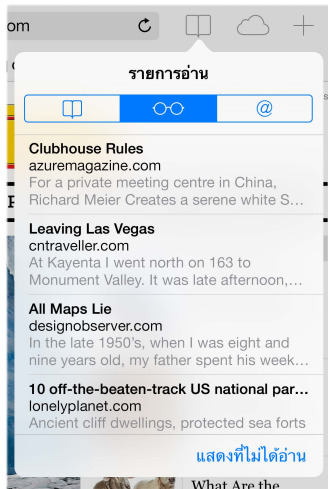 om
รายการอ่าน
@
Clubhouse Rules
azuremagazine.com
For a private meeting centre in China,
Richard Meier Creates a serene white S...
Leaving Las Vegas
cntraveller.com
At Kayenta I went north on 163 to
Monument Valley. It was late afternoon,...
All Maps Lie
designobserver.com
In the late 1950's, when I was eight and
nine years old, my father spent his week...
10 off-the-beaten-track US national par...
lonelyplanet.com
Ancient cliff dwellings, protected sea forts
แสดงที่ไม่ได้อ่าน
What Are the